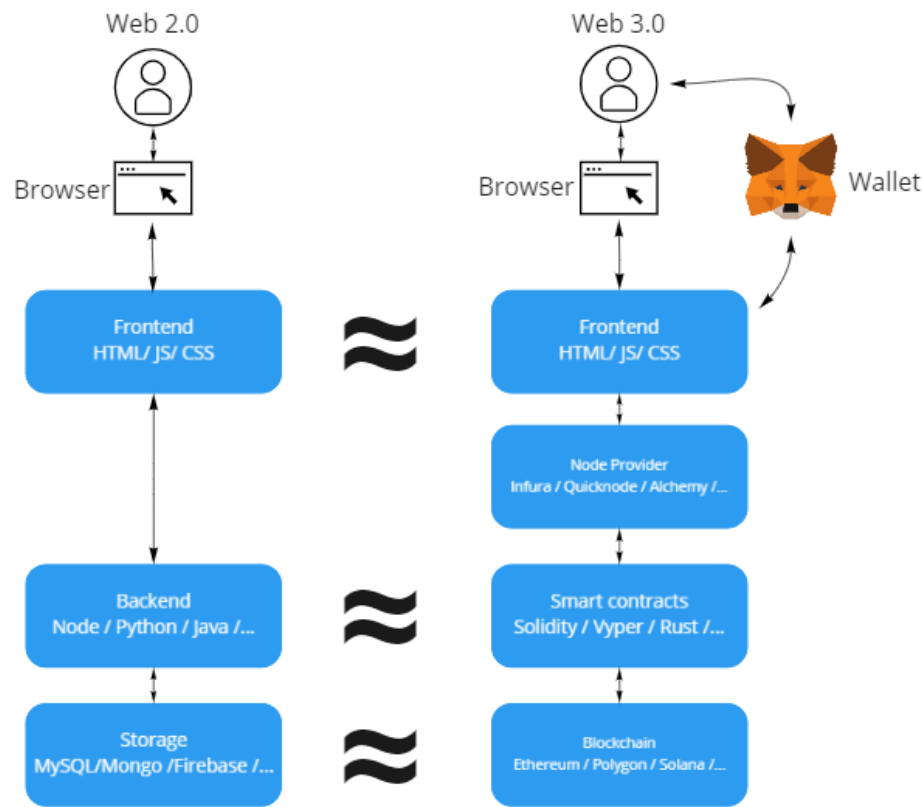 Web 2.0
Web 3.0
Browser
Browser
Wallet
Frontend
HTML/ JS/ CSS
≈
Frontend
HTML/ JS/ CSS
Node Provider
Infura / Quicknode / Alchemy /...
Backend
Node / Python / Java /...
≈
Smart contracts
Solidity / Vyper / Rust /...
Storage
MySQL/Mongo /Firebase /...
≈
Blockchain
Ethereum / Polygon / Solana /...